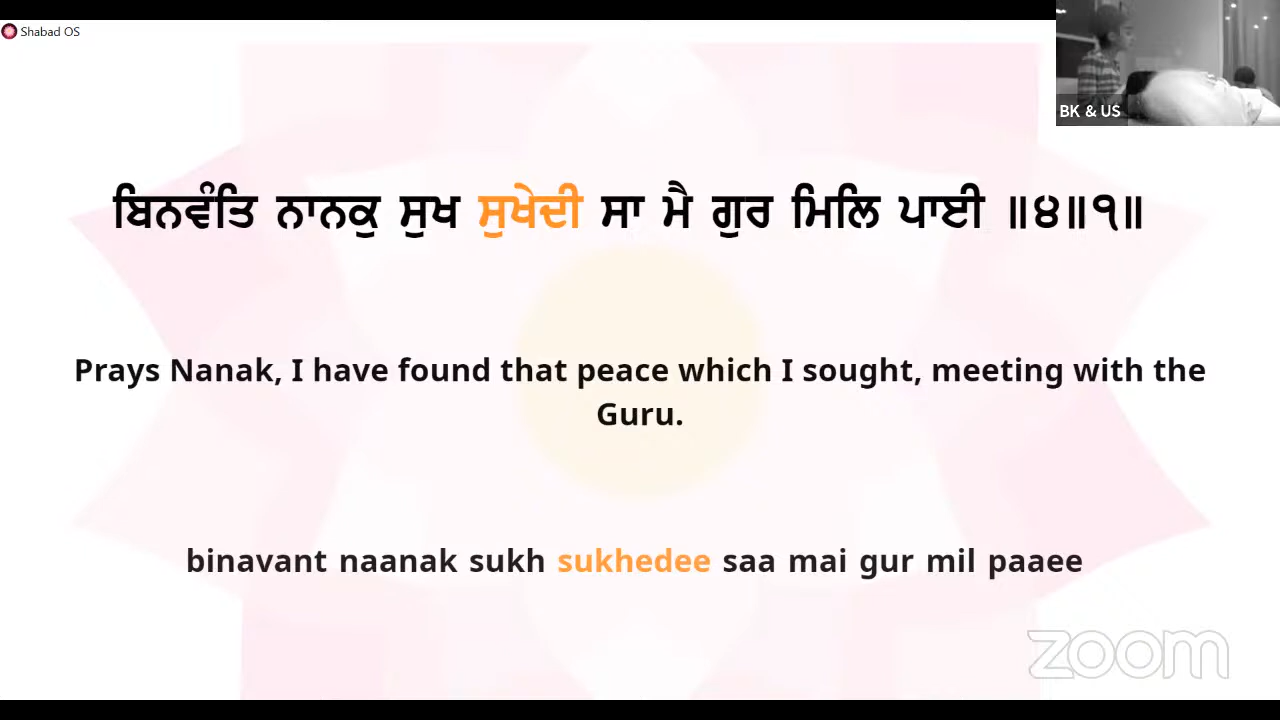 Shabad OS
BK & US
ਬਿਨਵੰਤਿ ਨਾਨਕੁ ਸੁਖ ਸੁਖੇਦੀ ਸਾ ਮੈ ਗੁਰ ਮਿਲਿ ਪਾਈ ॥੪॥੧॥
Prays Nanak, I have found that peace which I sought, meeting with the
Guru.
binavant naanak sukh sukhedee saa mai gur mil paaee
zoom